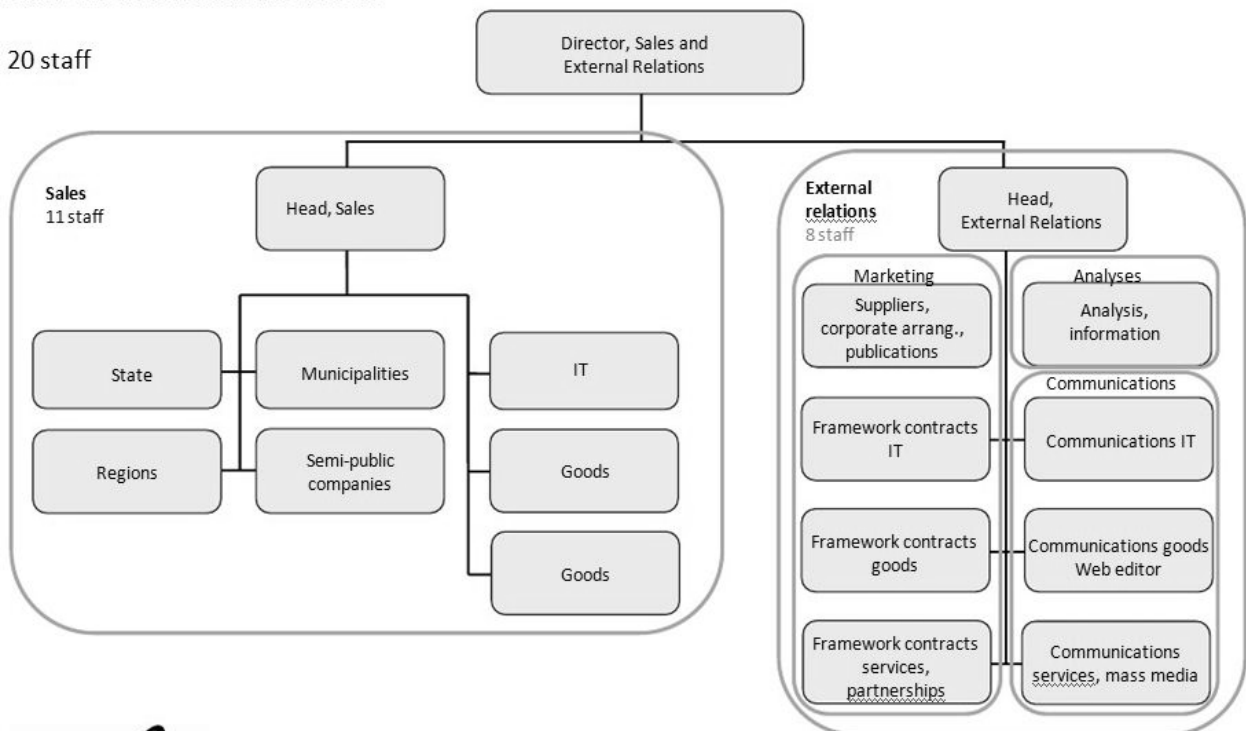 20 staff
Director, Sales and
External Relations
Sales
11 staff
Head, Sales
State
Municipalities
IT
Regions
Semi-public
companies
Goods
Goods
External
relations
8 staff
Head,
External Relations
Marketing
Suppliers,
corporate arrang.,
publications
Framework contracts
IT
Framework contracts
goods
Framework contracts
services,
partnerships
Analyses
Analysis,
information
Communications
Communications IT
Communications goods
Web editor
Communications
services, mass media